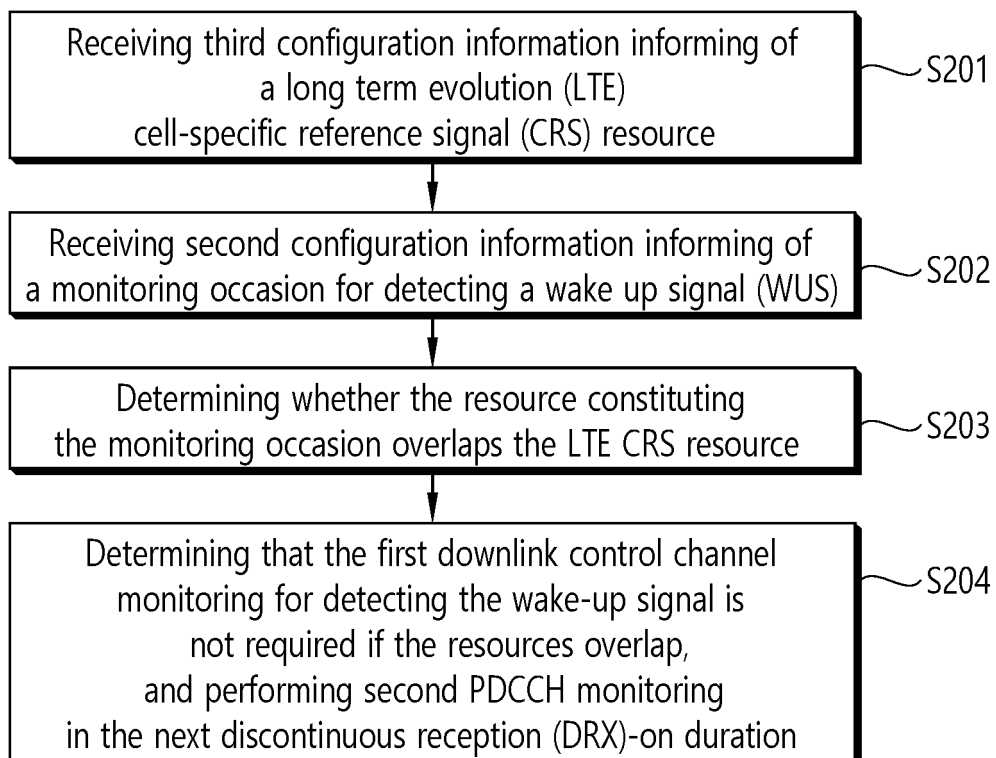 Receiving third configuration information informing of
a long term evolution (LTE)
cell-specific reference signal (CRS) resource
S201
Receiving second configuration information informing of
a monitoring occasion for detecting a wake up signal (WUS)
S202
Determining whether the resource constituting
the monitoring occasion overlaps the LTE CRS resource
S203
Determining that the first downlink control channel
monitoring for detecting the wake-up signal is
not required if the resources overlap,
and performing second PDCCH monitoring
in the next discontinuous reception (DRX)-on duration
S204